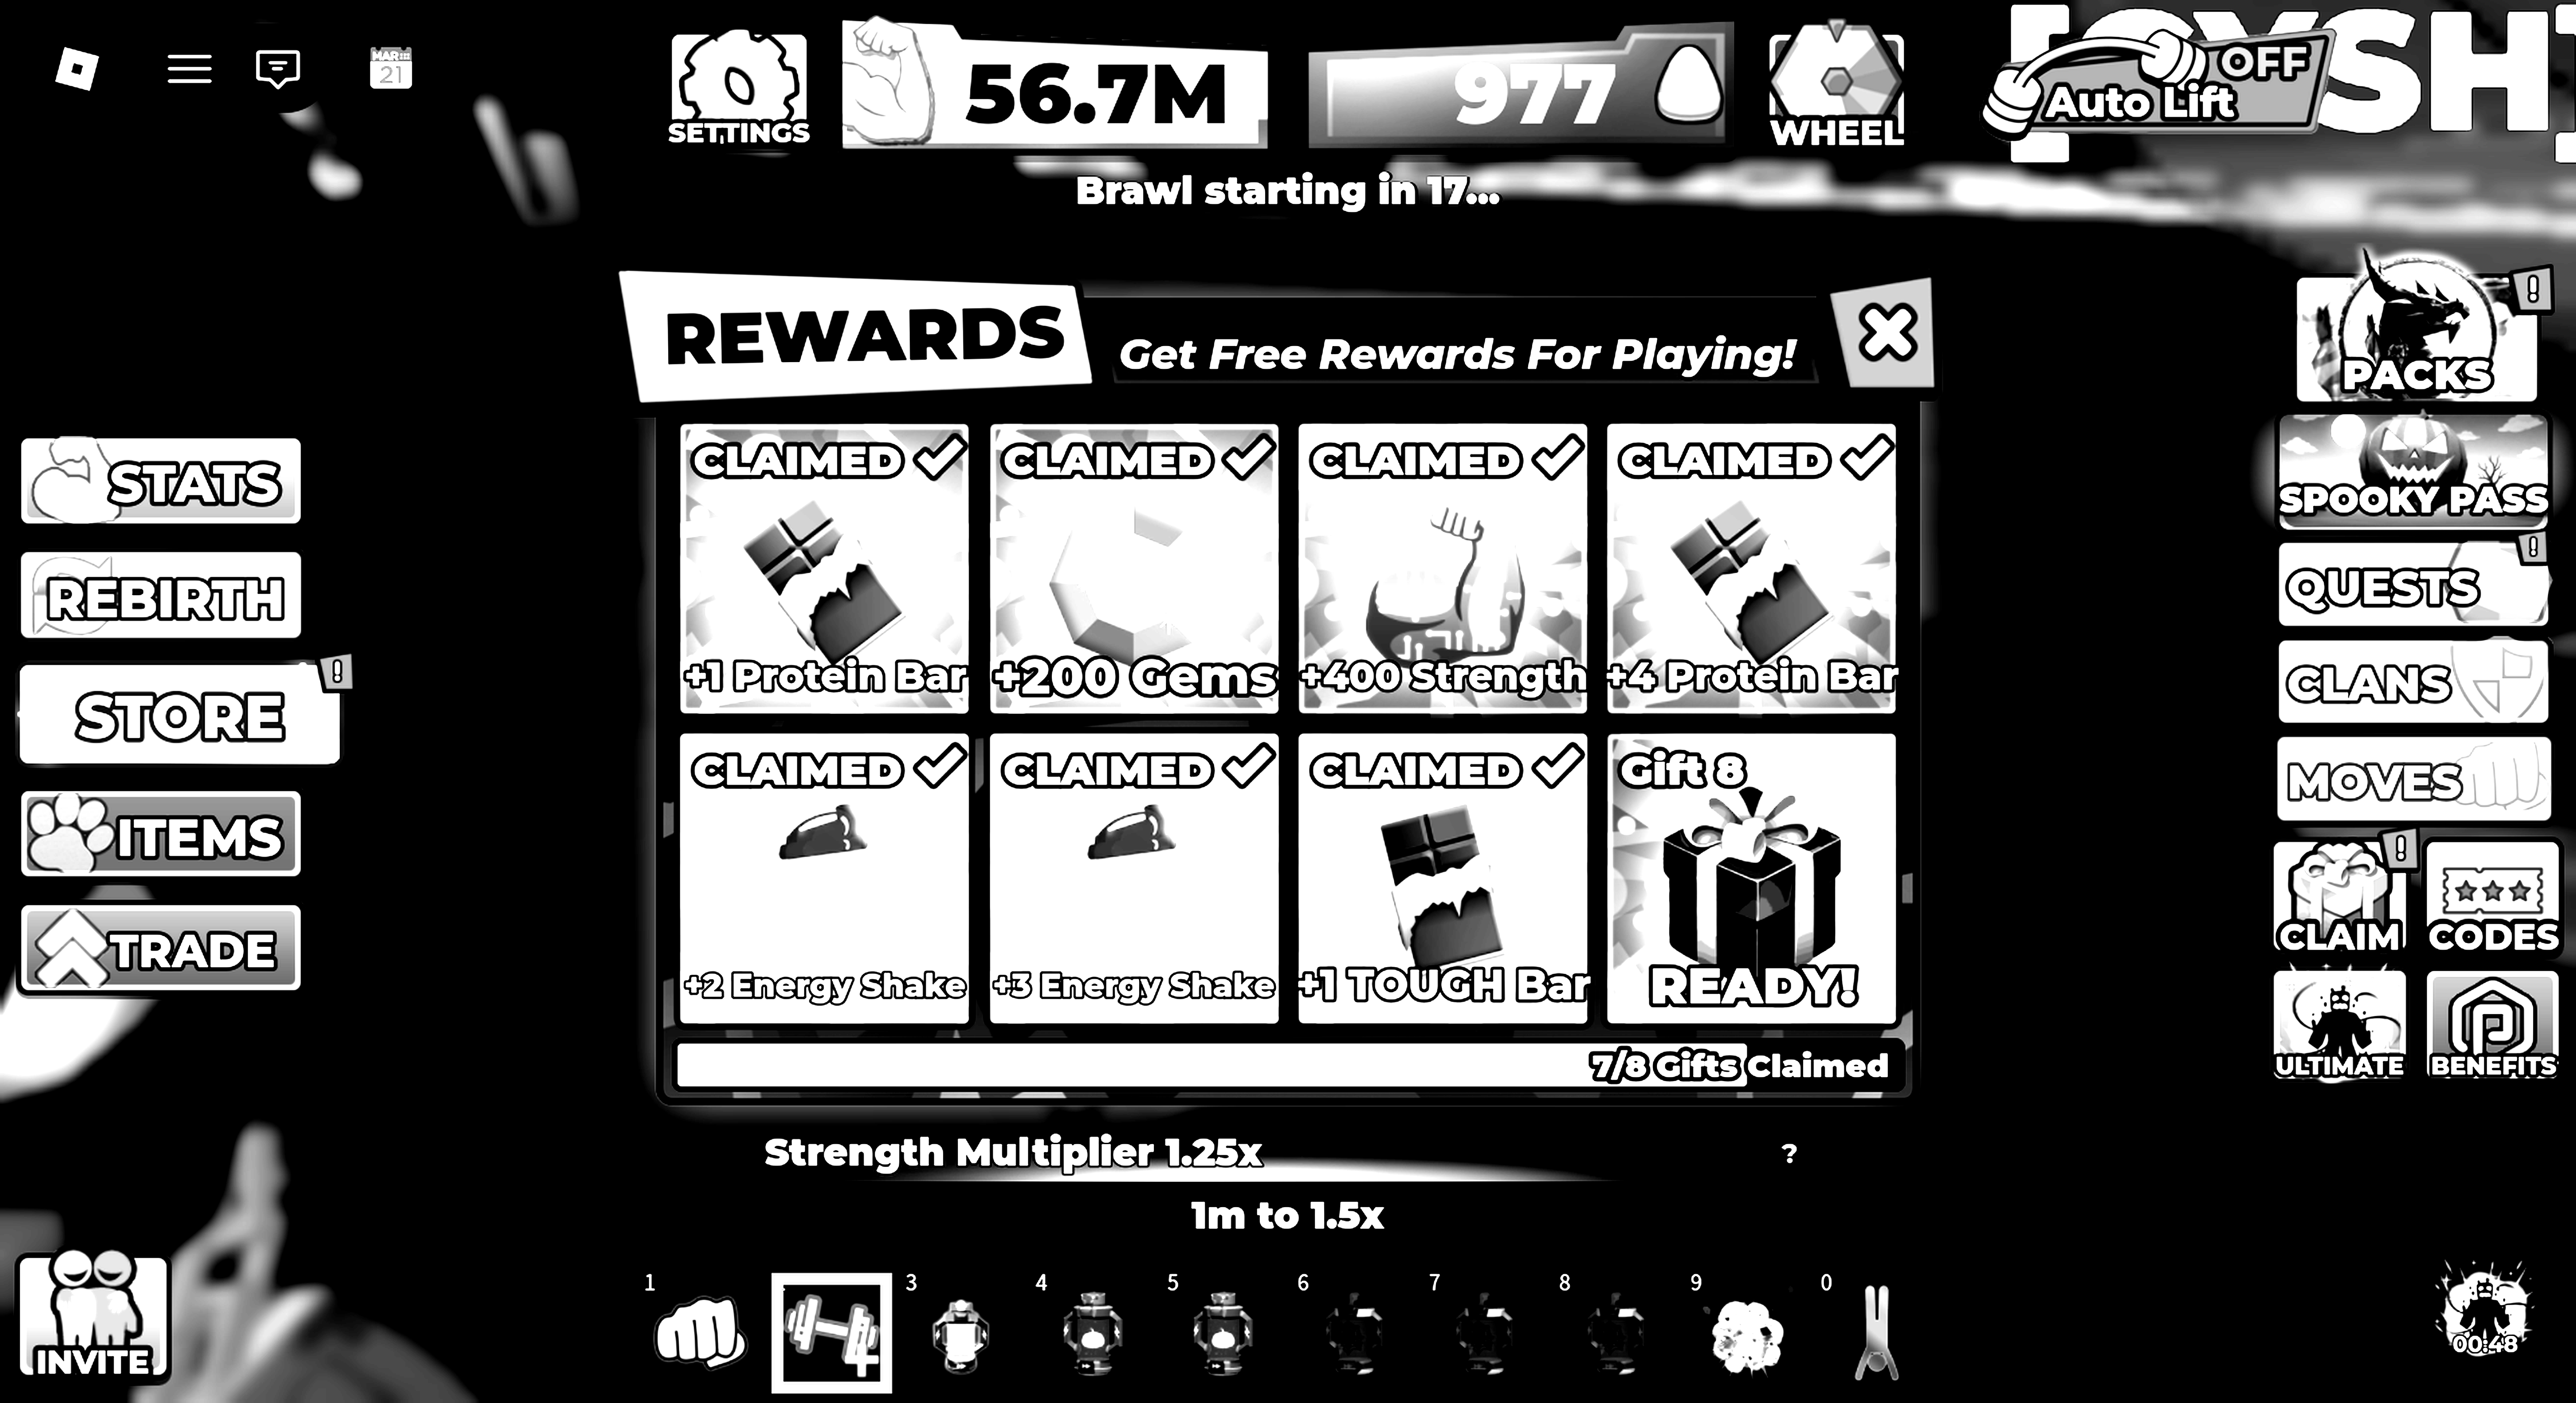 MAR
21
SETTINGS
56.7M
977
WHEEL
OFF
Auto Lift
Brawl starting in 17...
REWARDS
Get Free Rewards For Playing!
CLAIMED
+1 Protein Bar
CLAIMED
+200 Gems
CLAIMED
+400 Strength
CLAIMED
+4 Protein Bar
CLAIMED
+2 Energy Shake
CLAIMED
+3 Energy Shake
CLAIMED
+1 TOUGH Bar
Gift 8
READY!
7/8 Gifts Claimed
STATS
REBIRTH
!
STORE
ITEMS
TRADE
INVITE
!
PACKS
SPOOKY PASS
!
QUESTS
CLANS
MOVES
!
CLAIM
CODES
ULTIMATE
BENEFITS
Strength Multiplier 1.25x
?
1m to 1.5x
1
3
4
5
6
7
8
9
0
00:48